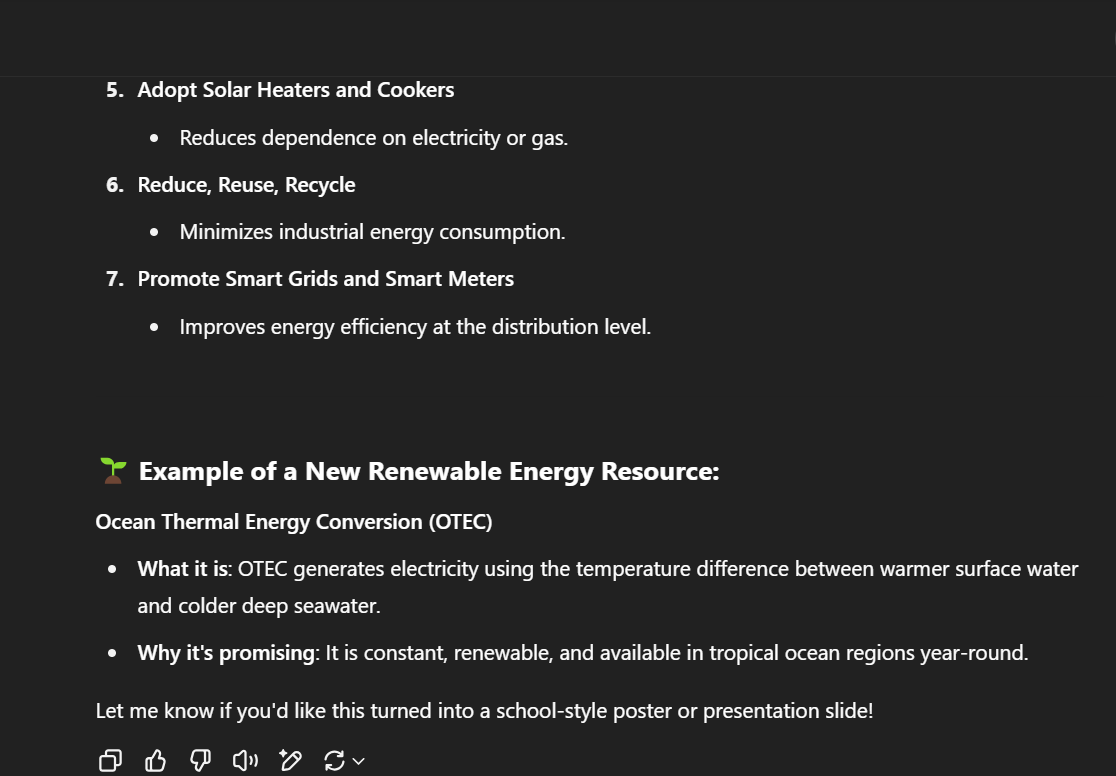 5. Adopt Solar Heaters and Cookers
• Reduces dependence on electricity or gas.
6. Reduce, Reuse, Recycle
• Minimizes industrial energy consumption.
7. Promote Smart Grids and Smart Meters
• Improves energy efficiency at the distribution level.
🌱 Example of a New Renewable Energy Resource:
Ocean Thermal Energy Conversion (OTEC)
• What it is: OTEC generates electricity using the temperature difference between warmer surface water
and colder deep seawater.
• Why it's promising: It is constant, renewable, and available in tropical ocean regions year-round.
Let me know if you'd like this turned into a school-style poster or presentation slide!